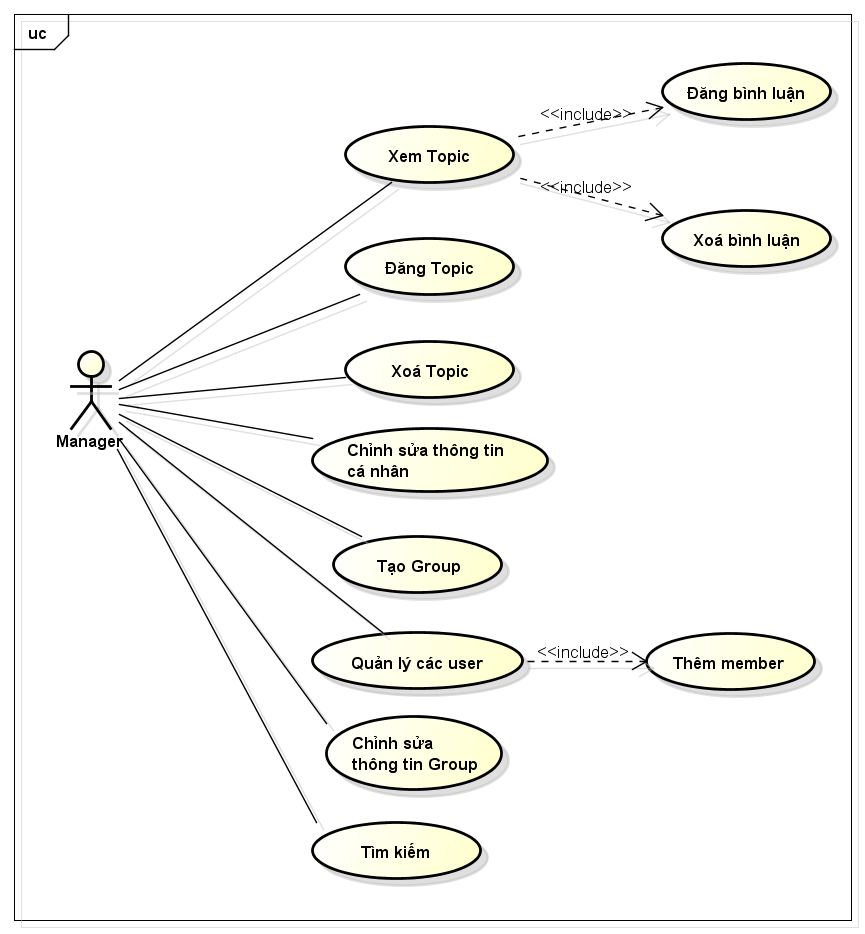 uc
Đăng bình luận
<<include>>
Xem Topic
<<include>>
Xoá bình luận
Đăng Topic
Xoá Topic
Manager
Chỉnh sửa thông tin
cá nhân
Tạo Group
Quản lý các user
<<include>>
Thêm member
Chỉnh sửa
thông tin Group
Tìm kiếm